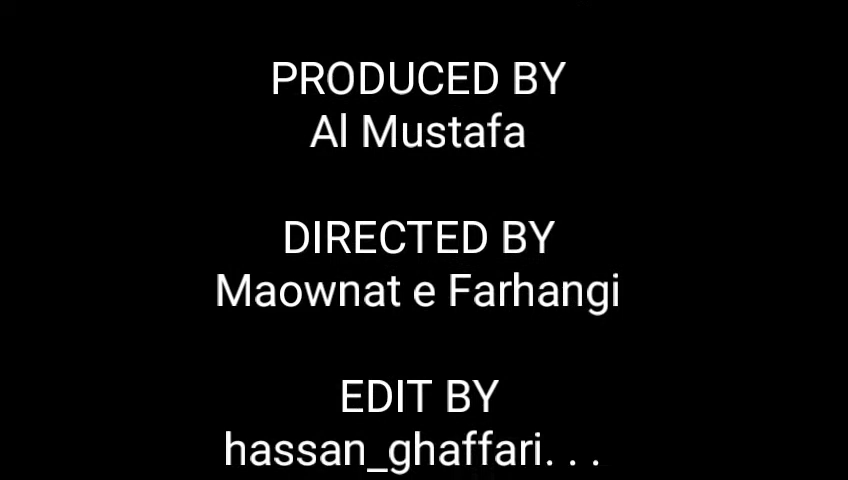 PRODUCED BY
Al Mustafa
DIRECTED BY
Maownat e Farhangi
EDIT BY
hassan_ghaffari. . .